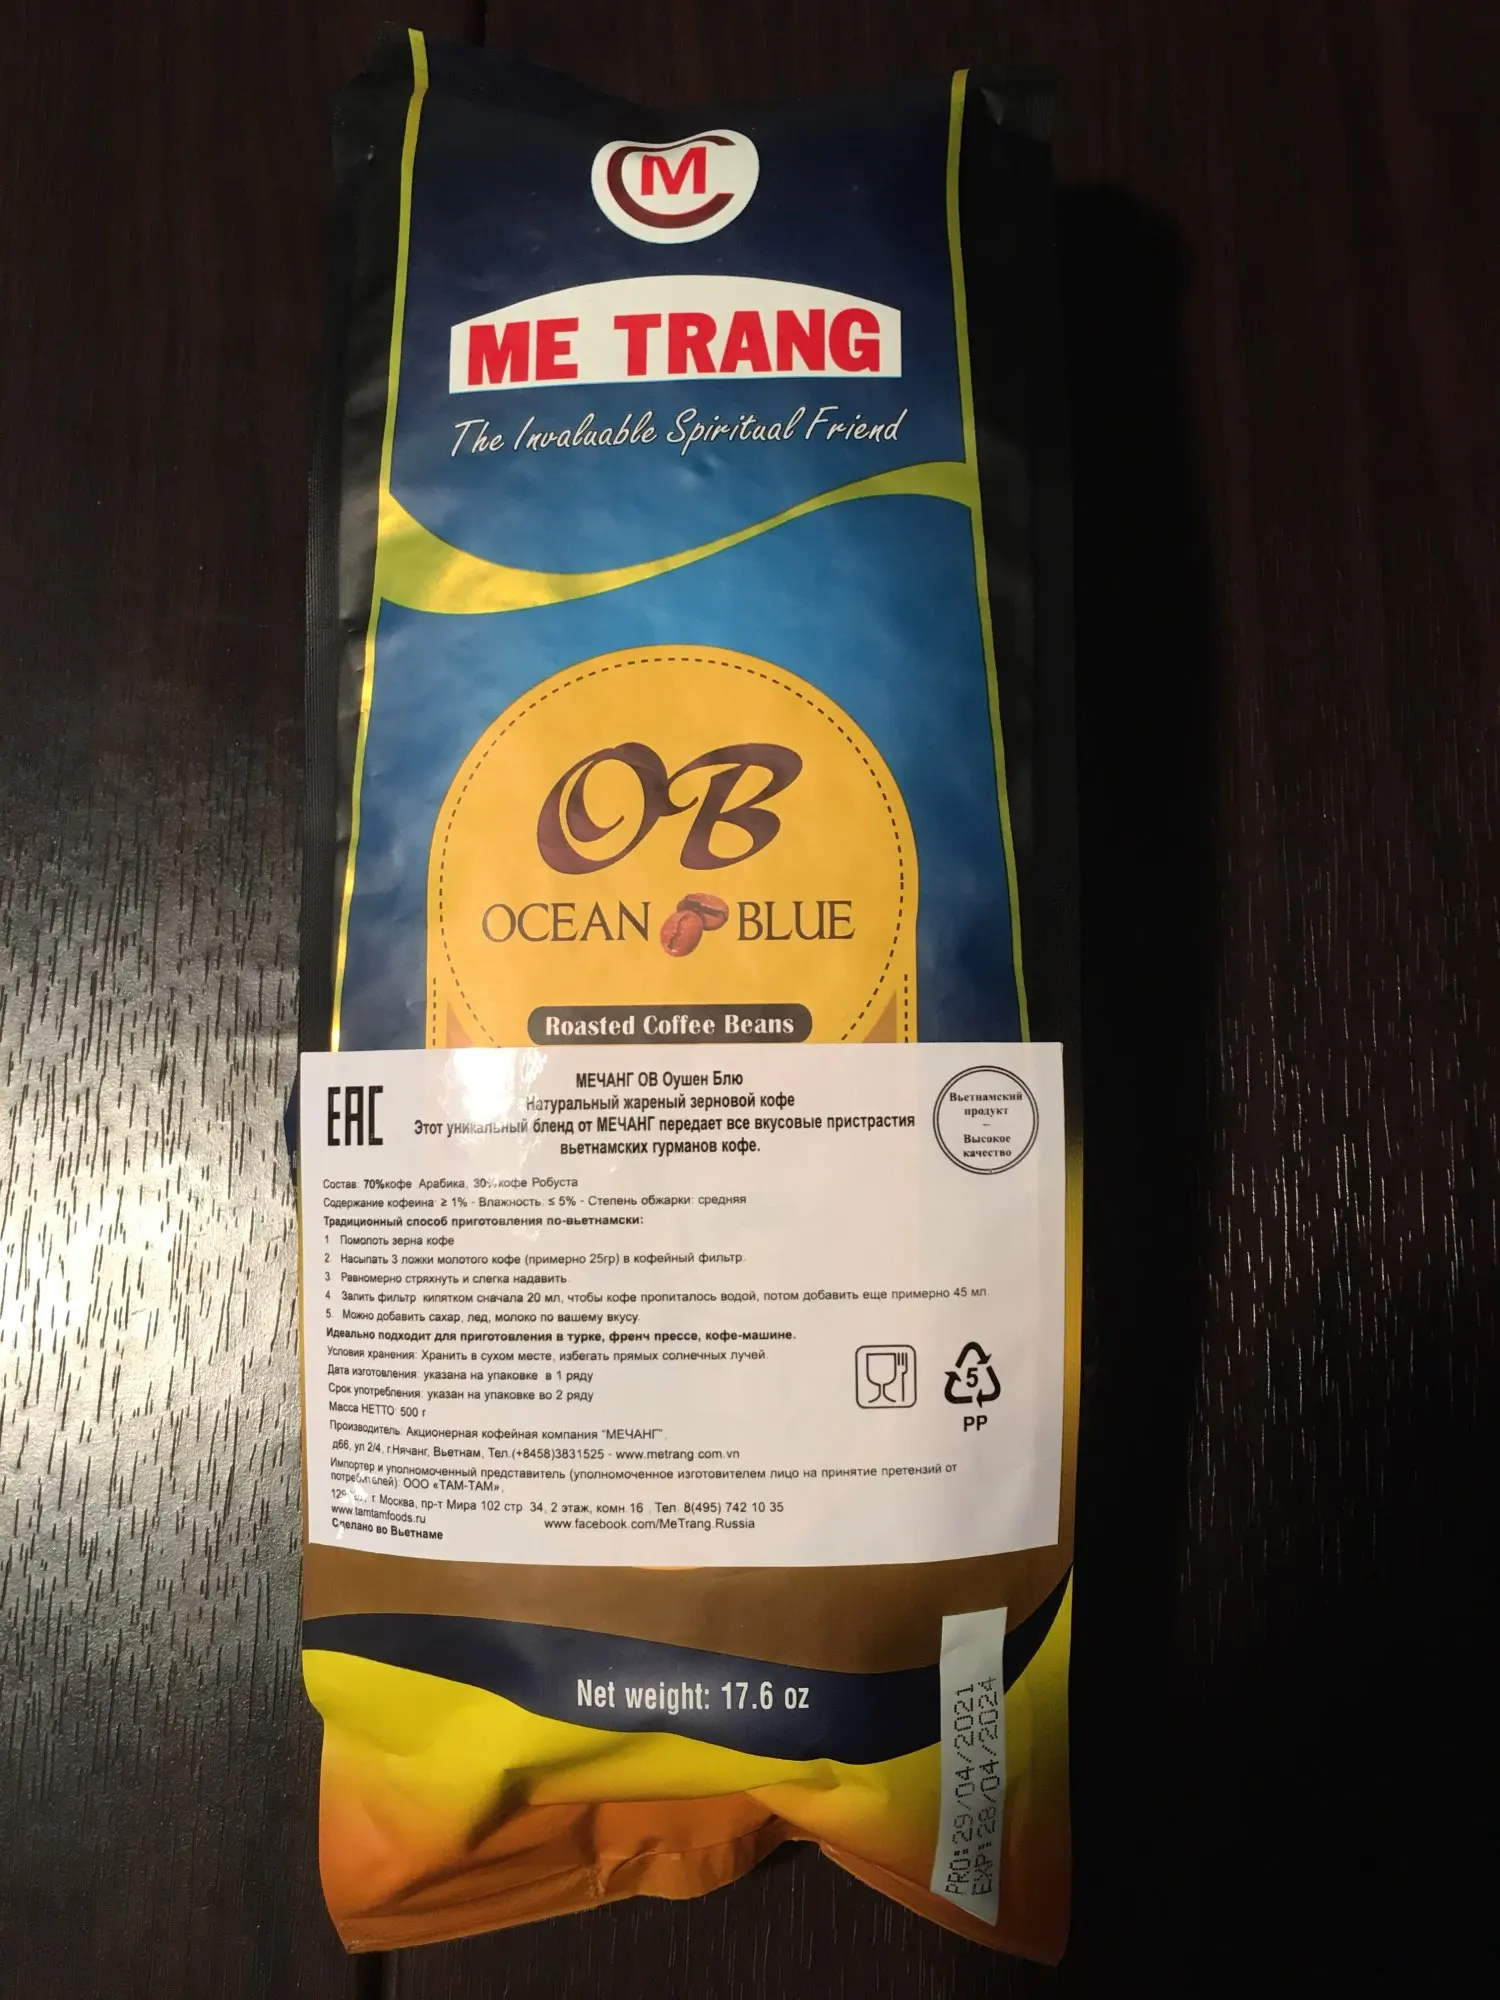 MC
ME TRANG
The Invaluable Spiritual Friend
OB
OCEAN BLUE
Roasted Coffee Beans
EAC
МЕЧАНГ ОВ Оушен Блю
Натуральный жареный зерновой кофе
Этот уникальный бленд от МЕЧАНГ передает все вкусовые пристрастия
вьетнамских гурманов кофе.
Вьетнамский
продукт
–
Высокое
качество
Состав: 70%кофе Арабика, 30%кофе Робуста
Содержание кофеина: ≥ 1% - Влажность: ≤ 5% - Степень обжарки: средняя
Традиционный способ приготовления по-вьетнамски:
1 Помолоть зерна кофе
2. Насыпать 3 ложки молотого кофе (примерно 25гр) в кофейный фильтр.
3. Равномерно стряхнуть и слегка надавить.
4. Залить фильтр кипятком сначала 20 мл, чтобы кофе пропиталось водой, потом добавить еще примерно 45 мл.
5. Можно добавить сахар, лед, молоко по вашему вкусу.
Идеально подходит для приготовления в турке, френч прессе, кофе-машине.
Условия хранения: Хранить в сухом месте, избегать прямых солнечных лучей.
Дата изготовления: указана на упаковке в 1 ряду
Срок употребления: указан на упаковке во 2 ряду
Масса НЕТТО: 500 г
5
PP
Производитель: Акционерная кофейная компания "МЕЧАНГ",
д66, ул 2/4, г.Нячанг, Вьетнам, Тел.(+8458)3831525 - www.metrang.com.vn
Импортер и уполномоченный представитель (уполномоченное изготовителем лицо на принятие претензий от
потребителей): ООО «ТАМ-ТАМ»,
г. Москва, пр-т Мира 102 стр. 34, 2 этаж, комн.16 , Тел. 8(495) 742 10 35
www.tamtamfoods.ru www.facebook.com/MeTrang.Russia
Сделано во Вьетнаме
Net weight: 17.6 oz
PRO: 29/04/2021
EXP: 28/04/2024